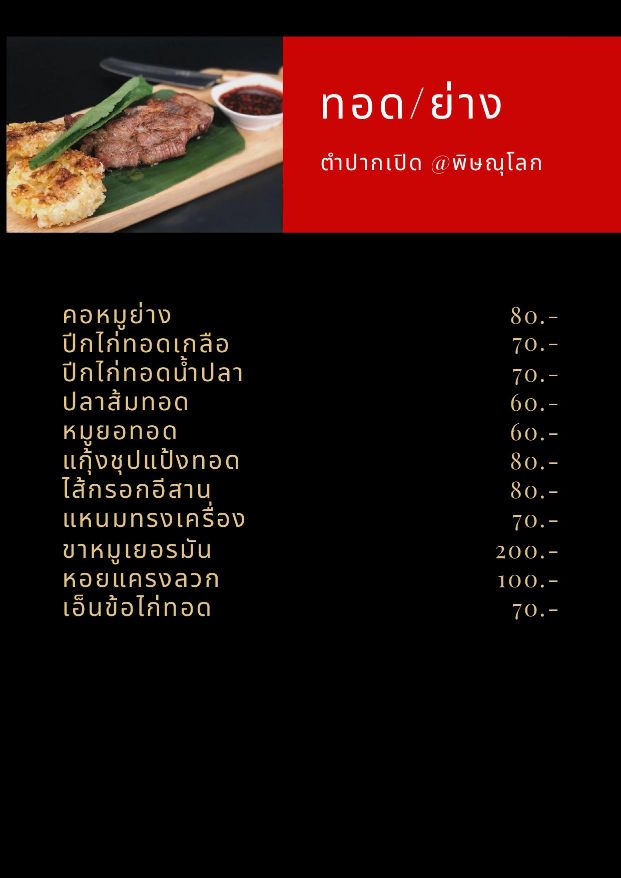 ทอด/ย่าง
ตำปากเปิด @พิษณุโลก
คอหมูย่าง 80.-
ปีกไก่ทอดเกลือ 70.-
ปีกไก่ทอดน้ำปลา 70.-
ปลาส้มทอด 60.-
หมูยอทอด 60.-
แกุ้งชุปแป้งทอด 80.-
ไส้กรอกอีสาน 80.-
แหนมทรงเครื่อง 70.-
ขาหมูเยอรมัน 200.-
หอยแครงลวก 100.-
เอ็นข้อไก่ทอด 70.-